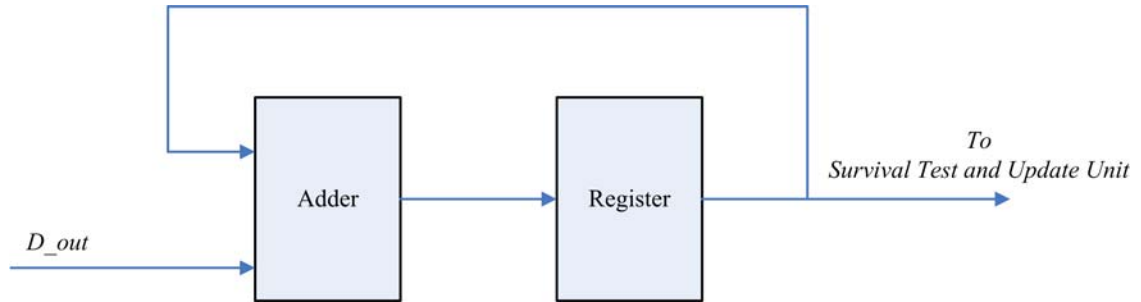 To
Survival Test and Update Unit
Adder
Register
D_out